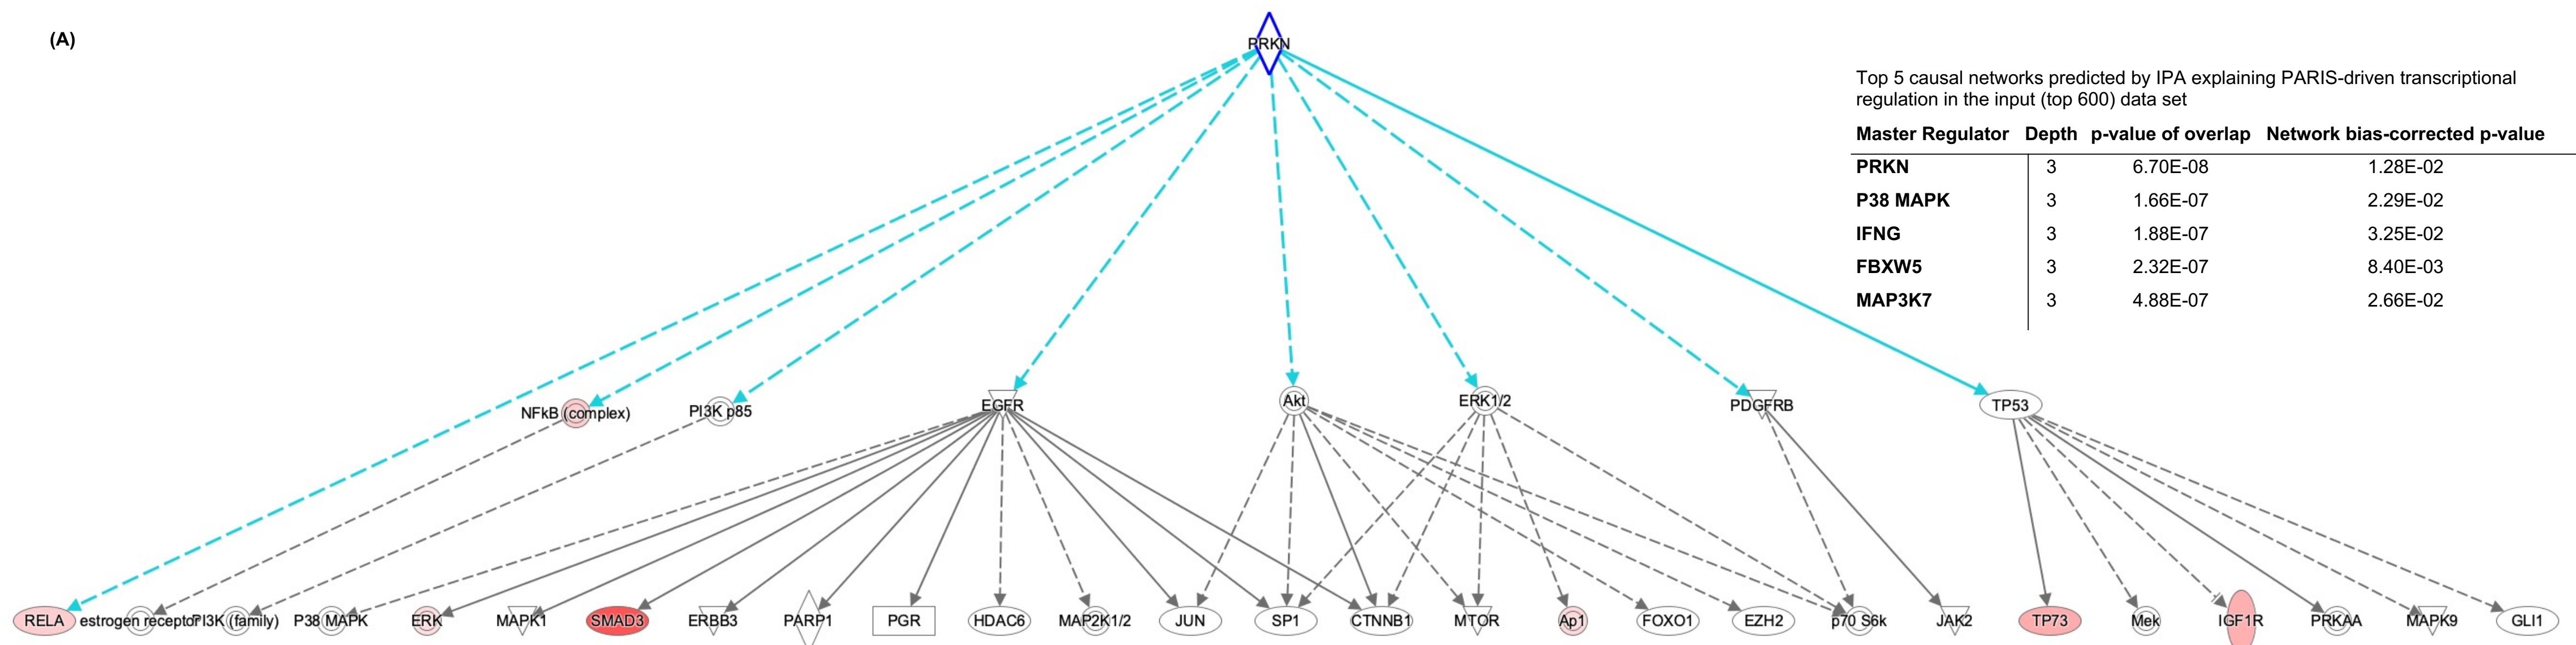 (A)
PRKN
Top 5 causal networks predicted by IPA explaining PARIS-driven transcriptional
regulation in the input (top 600) data set
Master Regulator Depth p-value of overlap Network bias-corrected p-value
PRKN 3 6.70E-08 1.28E-02
P38 MAPK 3 1.66E-07 2.29E-02
IFNG 3 1.88E-07 3.25E-02
FBXW5 3 2.32E-07 8.40E-03
MAP3K7 3 4.88E-07 2.66E-02
NFkB (complex) PI3K p85 EGFR Akt ERK1/2 PDGFRB TP53
RELA estrogen receptor PI3K (family) P38 MAPK ERK MAPK1 SMAD3 ERBB3 PARP1 PGR HDAC6 MAP2K1/2 JUN SP1 CTNNB1 MTOR Ap1 FOXO1 EZH2 p70 S6k JAK2 TP73 Mek IGF1R PRKAA MAPK9 GLI1